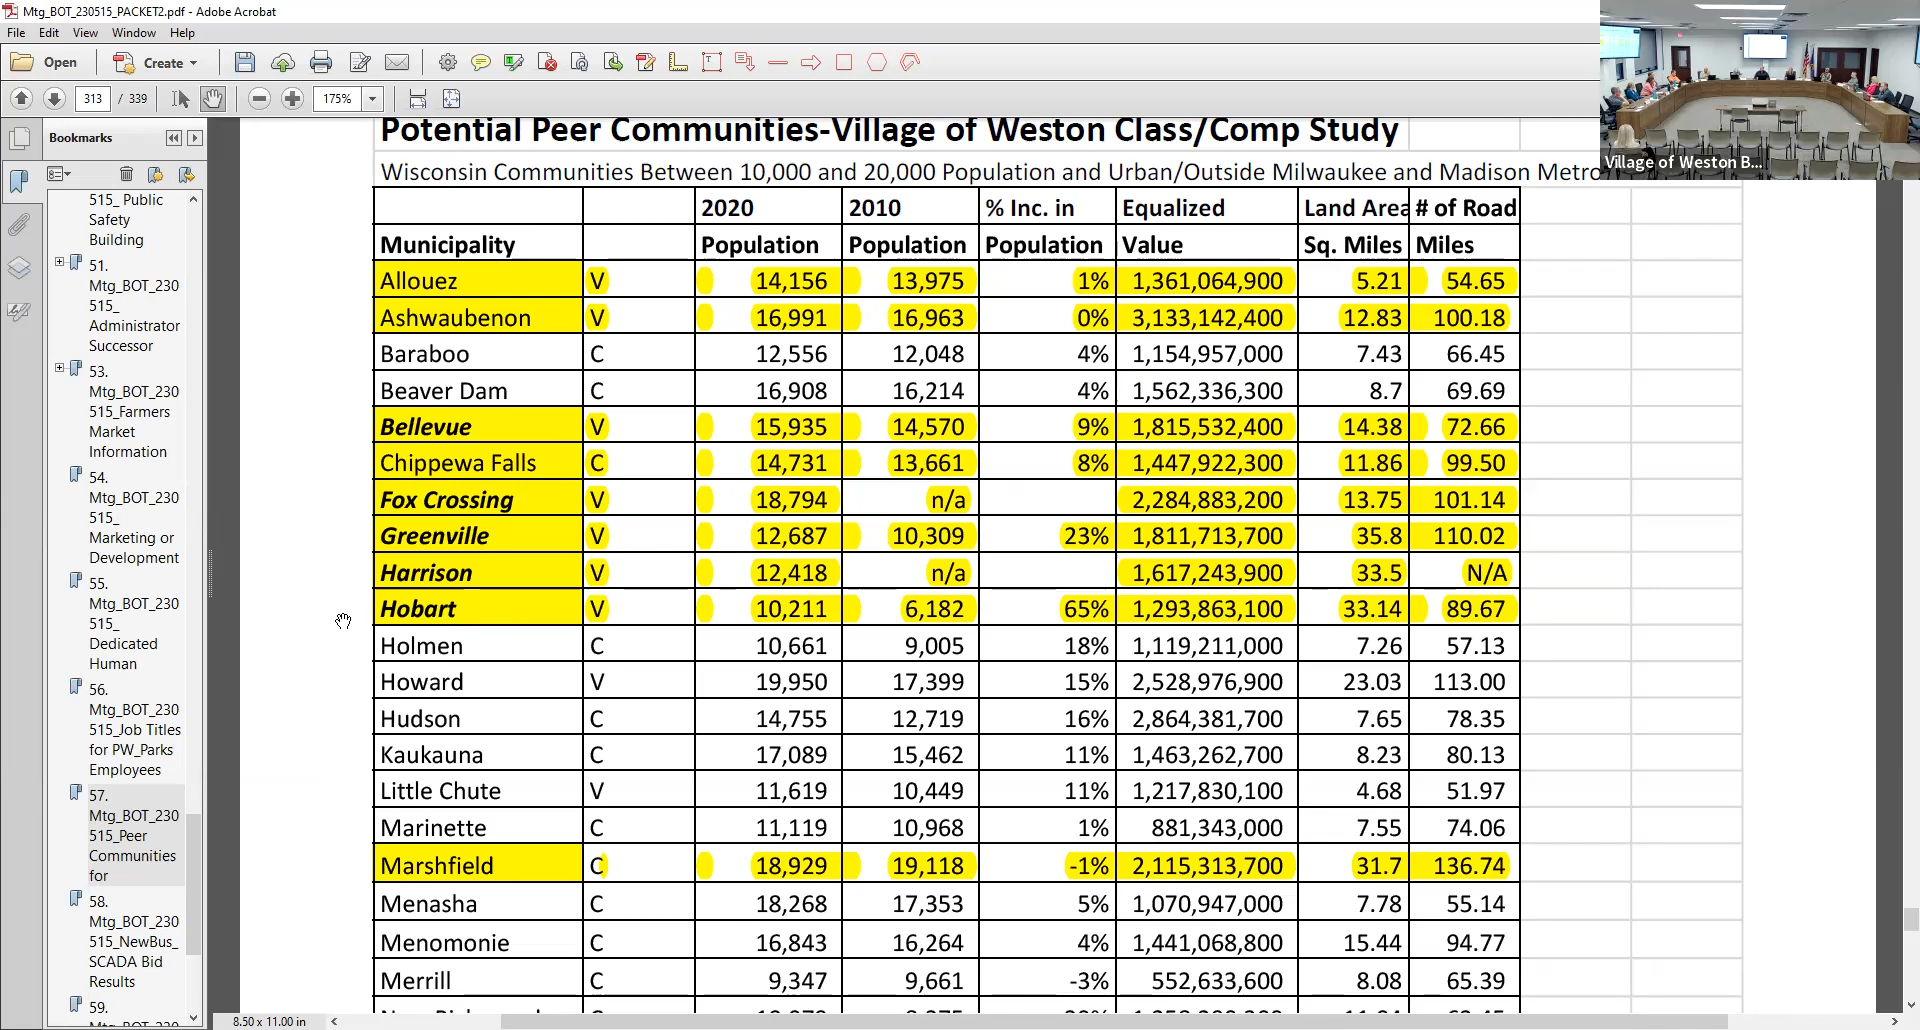 Mtg_BOT_230515_PACKET2.pdf - Adobe Acrobat
File Edit View Window Help
Open Create
313 / 339 175%
Bookmarks
515_ Public
Safety
Building
51.
Mtg_BOT_230
515_
Administrator
Successor
53.
Mtg_BOT_230
515_Farmers
Market
Information
54.
Mtg_BOT_230
515_
Marketing or
Development
55.
Mtg_BOT_230
515_
Dedicated
Human
56.
Mtg_BOT_230
515_Job Titles
for PW_Parks
Employees
57.
Mtg_BOT_230
515_Peer
Communities
for
58.
Mtg_BOT_230
515_NewBus_
SCADA Bid
Results
59.
8.50 x 11.00 in
Potential Peer Communities-Village of Weston Class/Comp Study
Wisconsin Communities Between 10,000 and 20,000 Population and Urban/Outside Milwaukee and Madison Metro
2020 2010 % Inc. in Equalized Land Area # of Road
Municipality Population Population Population Value Sq. Miles Miles
Allouez V 14,156 13,975 1% 1,361,064,900 5.21 54.65
Ashwaubenon V 16,991 16,963 0% 3,133,142,400 12.83 100.18
Baraboo C 12,556 12,048 4% 1,154,957,000 7.43 66.45
Beaver Dam C 16,908 16,214 4% 1,562,336,300 8.7 69.69
Bellevue V 15,935 14,570 9% 1,815,532,400 14.38 72.66
Chippewa Falls C 14,731 13,661 8% 1,447,922,300 11.86 99.50
Fox Crossing V 18,794 n/a 2,284,883,200 13.75 101.14
Greenville V 12,687 10,309 23% 1,811,713,700 35.8 110.02
Harrison V 12,418 n/a 1,617,243,900 33.5 N/A
Hobart V 10,211 6,182 65% 1,293,863,100 33.14 89.67
Holmen C 10,661 9,005 18% 1,119,211,000 7.26 57.13
Howard V 19,950 17,399 15% 2,528,976,900 23.03 113.00
Hudson C 14,755 12,719 16% 2,864,381,700 7.65 78.35
Kaukauna C 17,089 15,462 11% 1,463,262,700 8.23 80.13
Little Chute V 11,619 10,449 11% 1,217,830,100 4.68 51.97
Marinette C 11,119 10,968 1% 881,343,000 7.55 74.06
Marshfield C 18,929 19,118 -1% 2,115,313,700 31.7 136.74
Menasha C 18,268 17,353 5% 1,070,947,000 7.78 55.14
Menomonie C 16,843 16,264 4% 1,441,068,800 15.44 94.77
Merrill C 9,347 9,661 -3% 552,633,600 8.08 65.39
Village of Weston B...